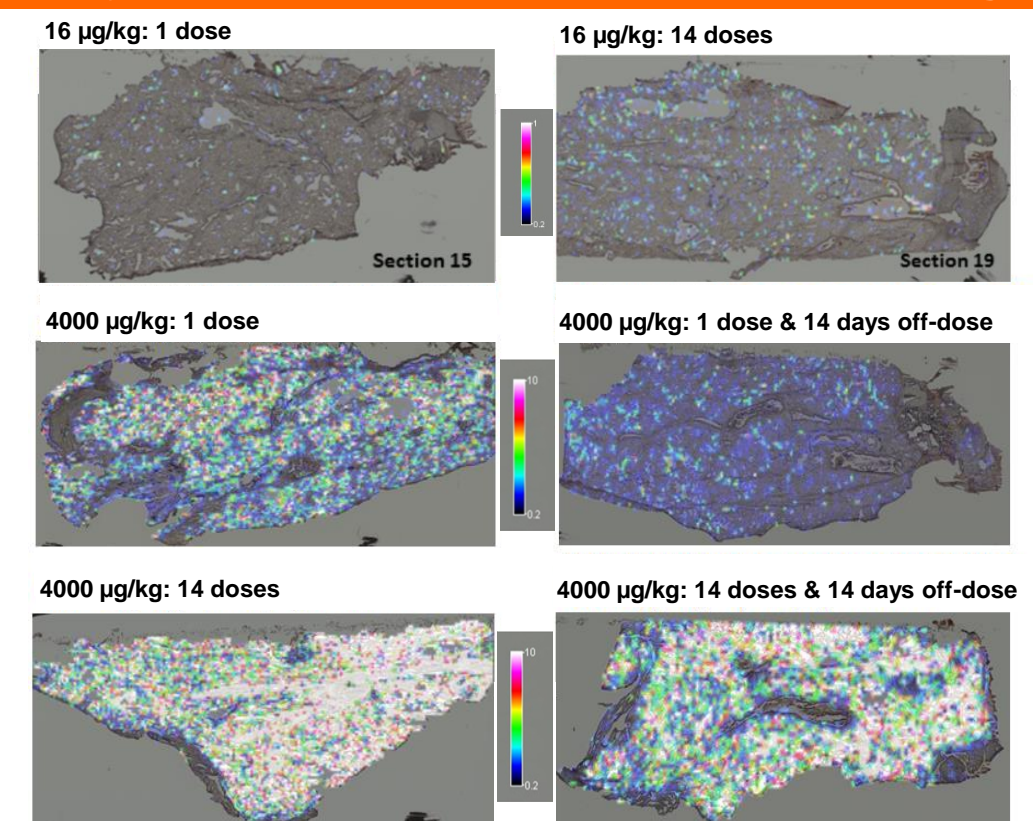 16 µg/kg: 1 dose
16 µg/kg: 14 doses
1
0.2
Section 15
Section 19
4000 µg/kg: 1 dose
4000 µg/kg: 1 dose & 14 days off-dose
10
0.2
4000 µg/kg: 14 doses
4000 µg/kg: 14 doses & 14 days off-dose
10
0.2